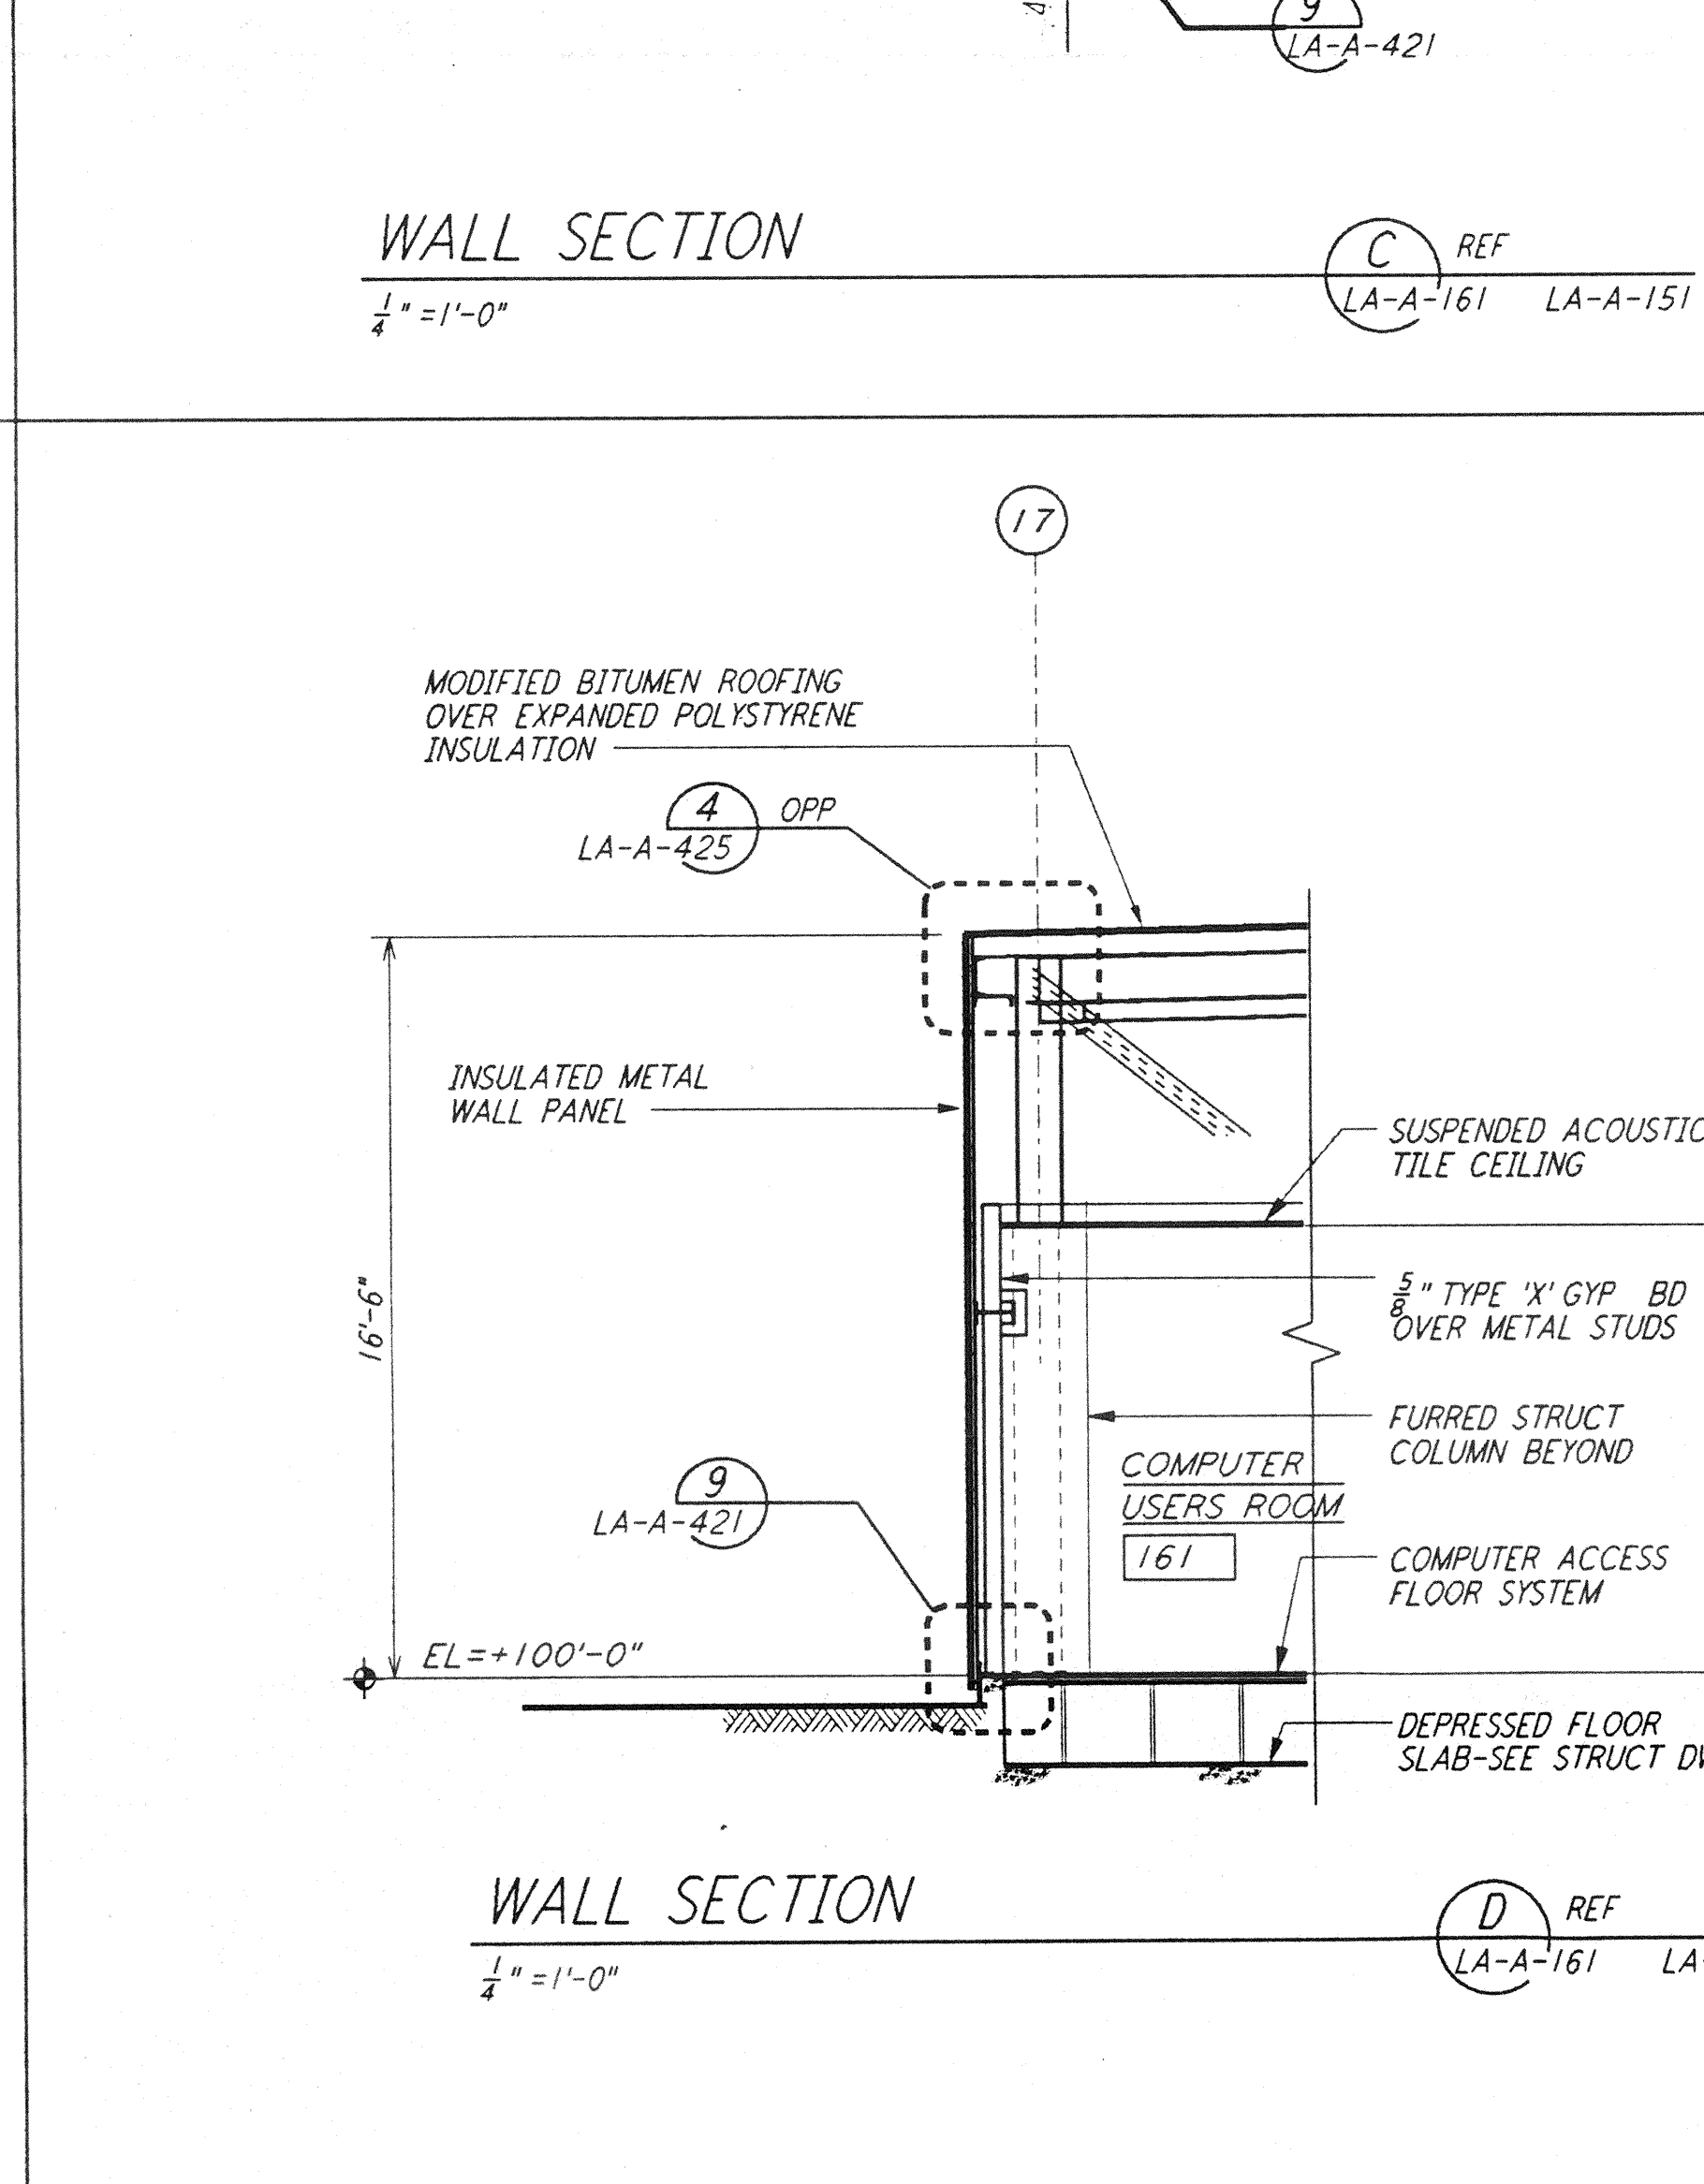 4
9
LA-A-421
WALL SECTION
1/4" =1'-0"
C REF
LA-A-161 LA-A-151
17
MODIFIED BITUMEN ROOFING
OVER EXPANDED POLYSTYRENE
INSULATION
4 OPP
LA-A-425
INSULATED METAL
WALL PANEL
SUSPENDED ACOUSTIC
TILE CEILING
16'-6"
5/8" TYPE 'X' GYP BD
OVER METAL STUDS
FURRED STRUCT
COLUMN BEYOND
COMPUTER
USERS ROOM
161
9
LA-A-421
COMPUTER ACCESS
FLOOR SYSTEM
EL=+100'-0"
DEPRESSED FLOOR
SLAB-SEE STRUCT
WALL SECTION
1/4" =1'-0"
D REF
LA-A-161 LA-